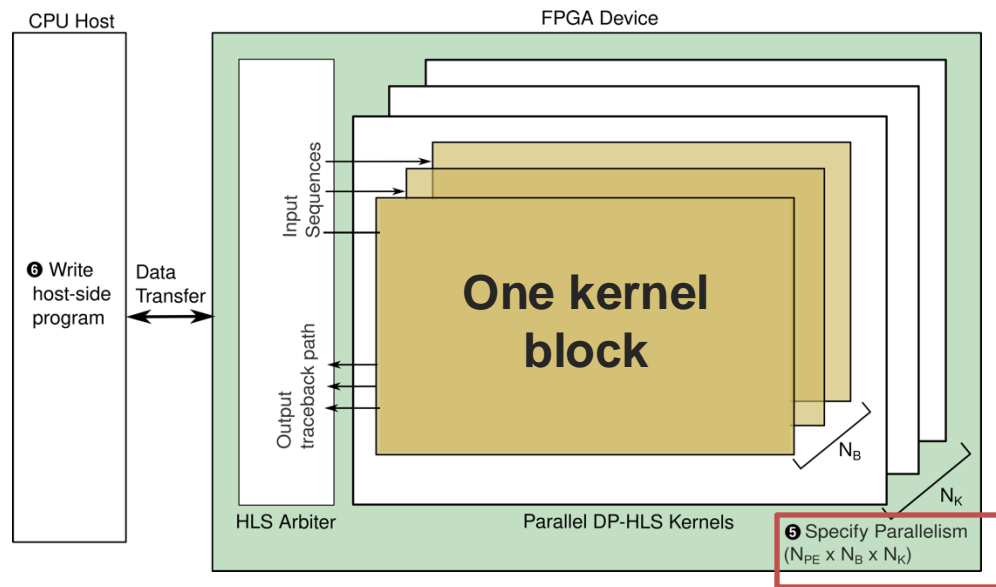 CPU Host
FPGA Device
Input
Sequences
❻ Write
host-side
program
Data
Transfer
One kernel
block
Output
traceback path
N_B
N_K
HLS Arbiter
Parallel DP-HLS Kernels
❺ Specify Parallelism
(N_PE x N_B x N_K)